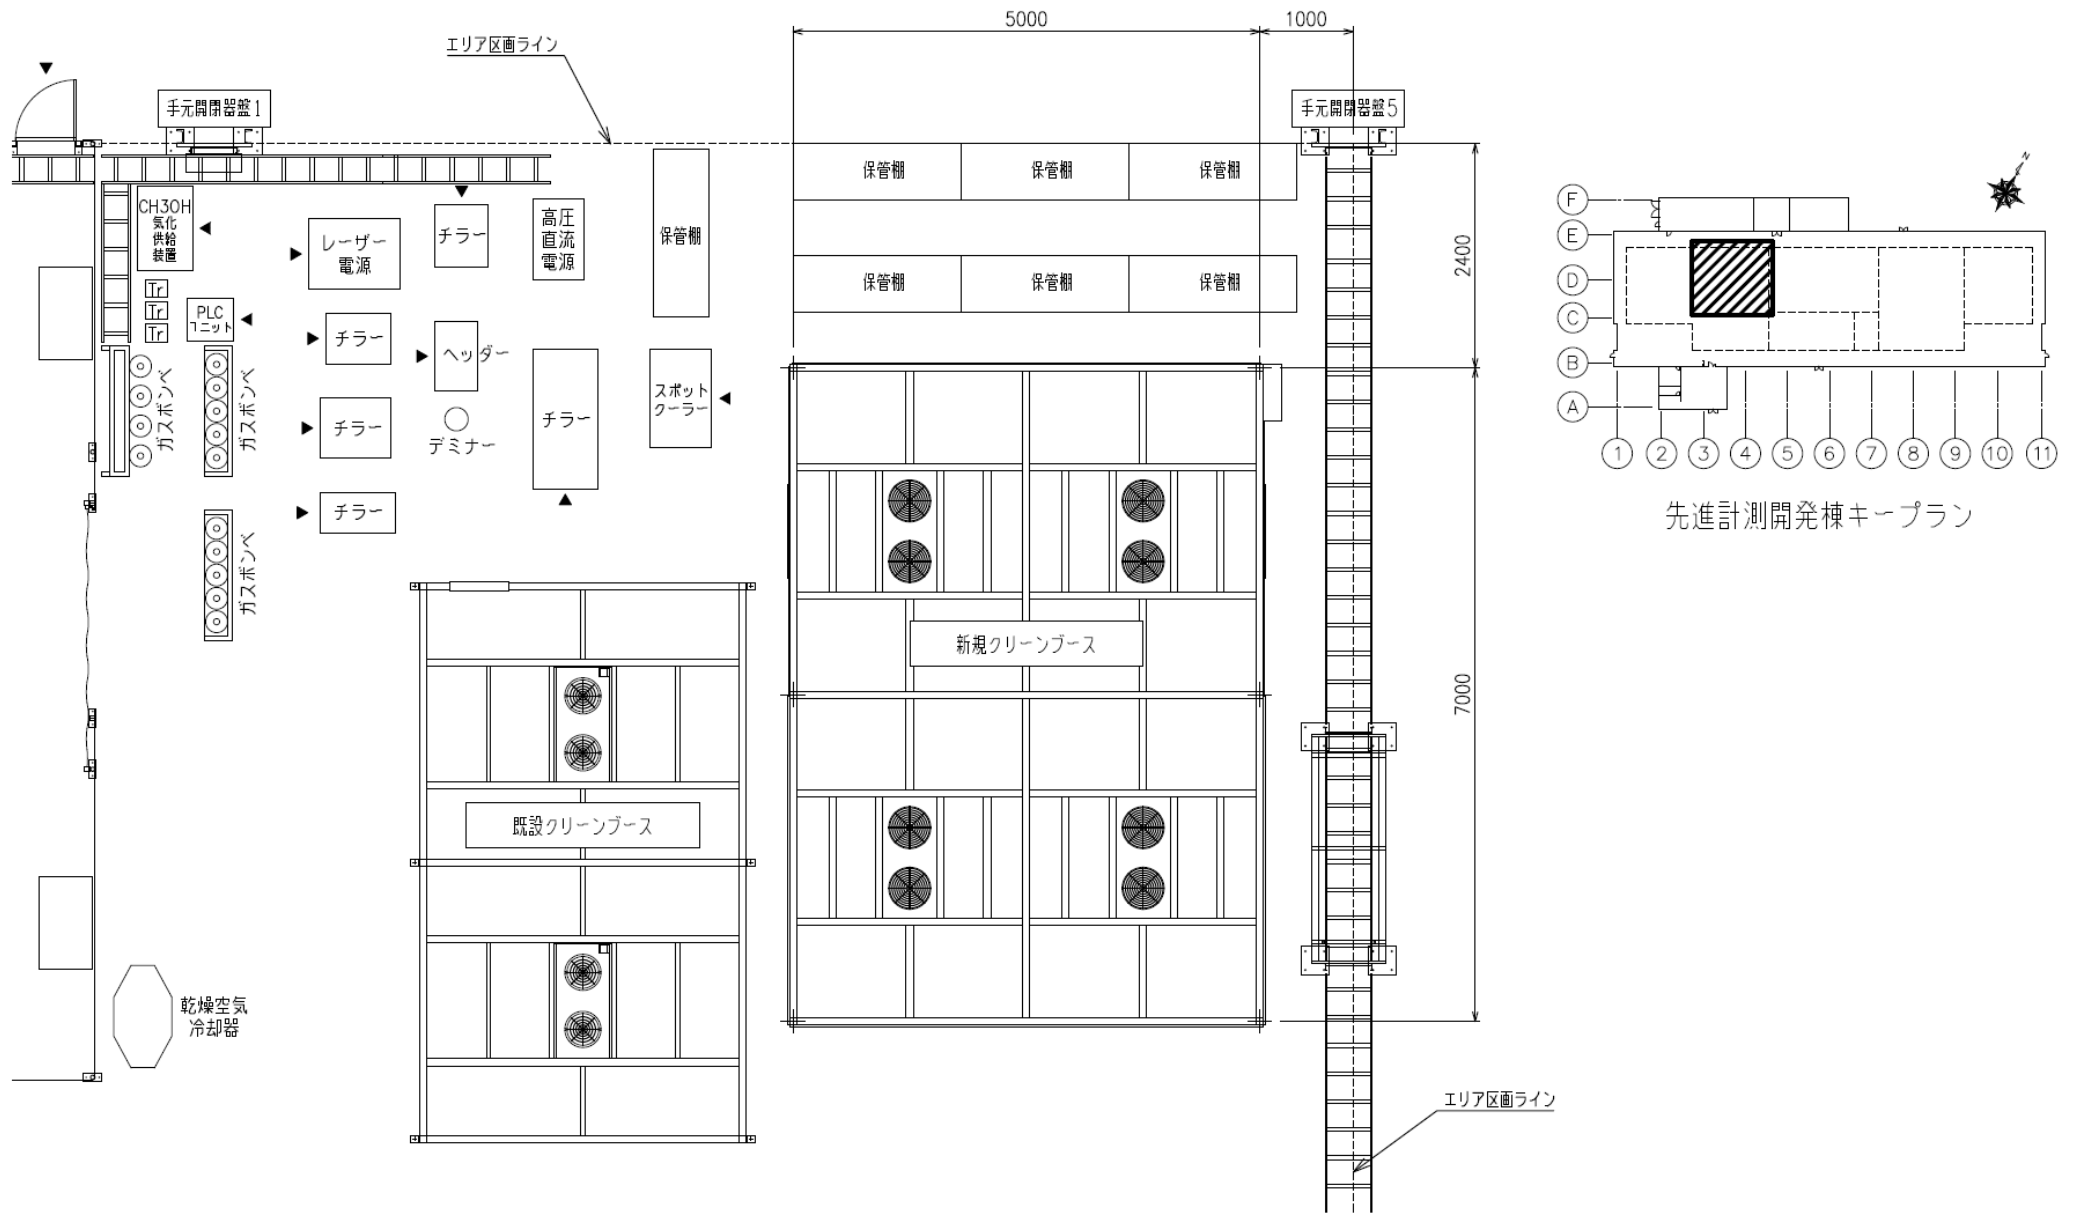 5000
1000
エリア区画ライン
手元開閉器盤1
手元開閉器盤5
保管棚
保管棚
保管棚
CH3OH
気化
供給
装置
レーザー
電源
チラー
高圧
直流
電源
保管棚
保管棚
保管棚
保管棚
2400
Tr
Tr
Tr
PLC
ユニット
チラー
ヘッダー
ガスボンベ
ガスボンベ
チラー
デミナー
チラー
スポット
クーラー
チラー
ガスボンベ
新規クリーンブース
7000
既設クリーンブース
乾燥空気
冷却器
エリア区画ライン
N
F
E
D
C
B
A
1
2
3
4
5
6
7
8
9
10
11
先進計測開発棟キープラン